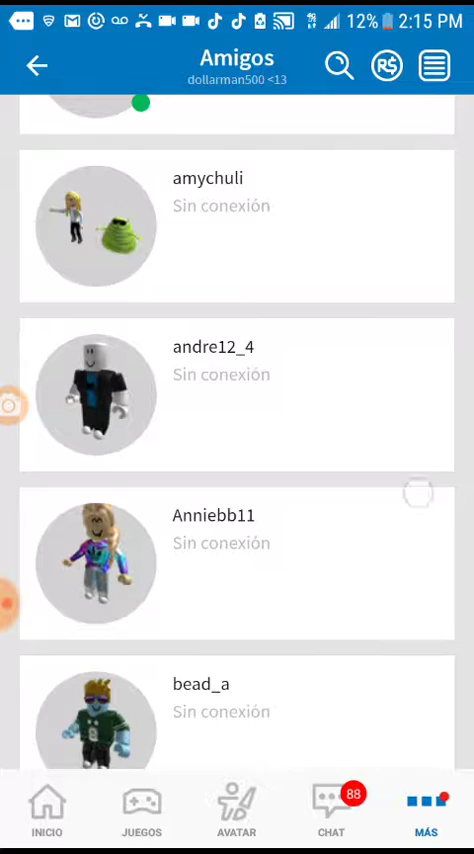 12% 2:15 PM
Amigos
dollarman500 <13
R$
amychuli
Sin conexión
andre12_4
Sin conexión
Anniebb11
Sin conexión
bead_a
Sin conexión
88
INICIO
JUEGOS
AVATAR
CHAT
MÁS